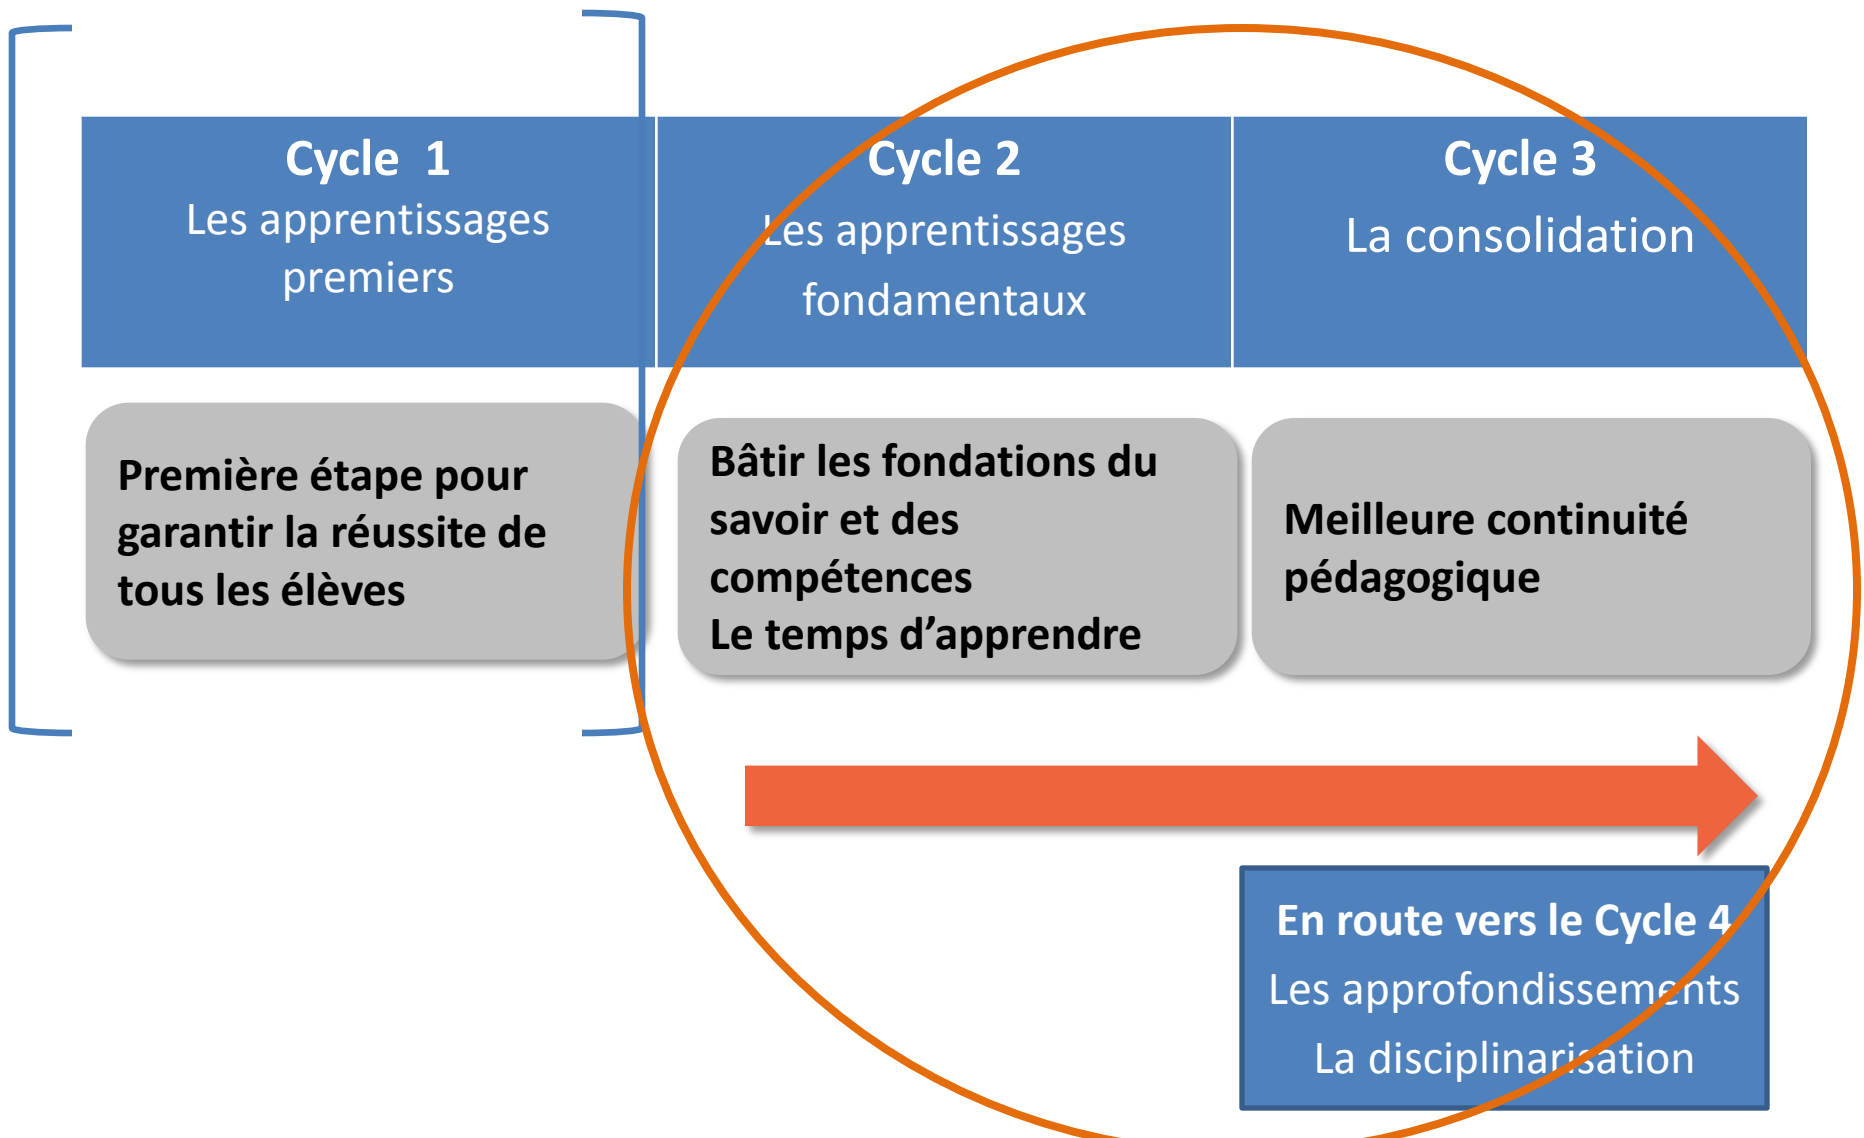 Cycle  1
Les apprentissages
premiers
Cycle 2
Les apprentissages
fondamentaux
Cycle 3
La consolidation
Première étape pour
garantir la réussite de
tous les élèves
Bâtir les fondations du
savoir et des
compétences
Le temps d’apprendre
Meilleure continuité
pédagogique
En route vers le Cycle 4
Les approfondissements
La disciplinarisation